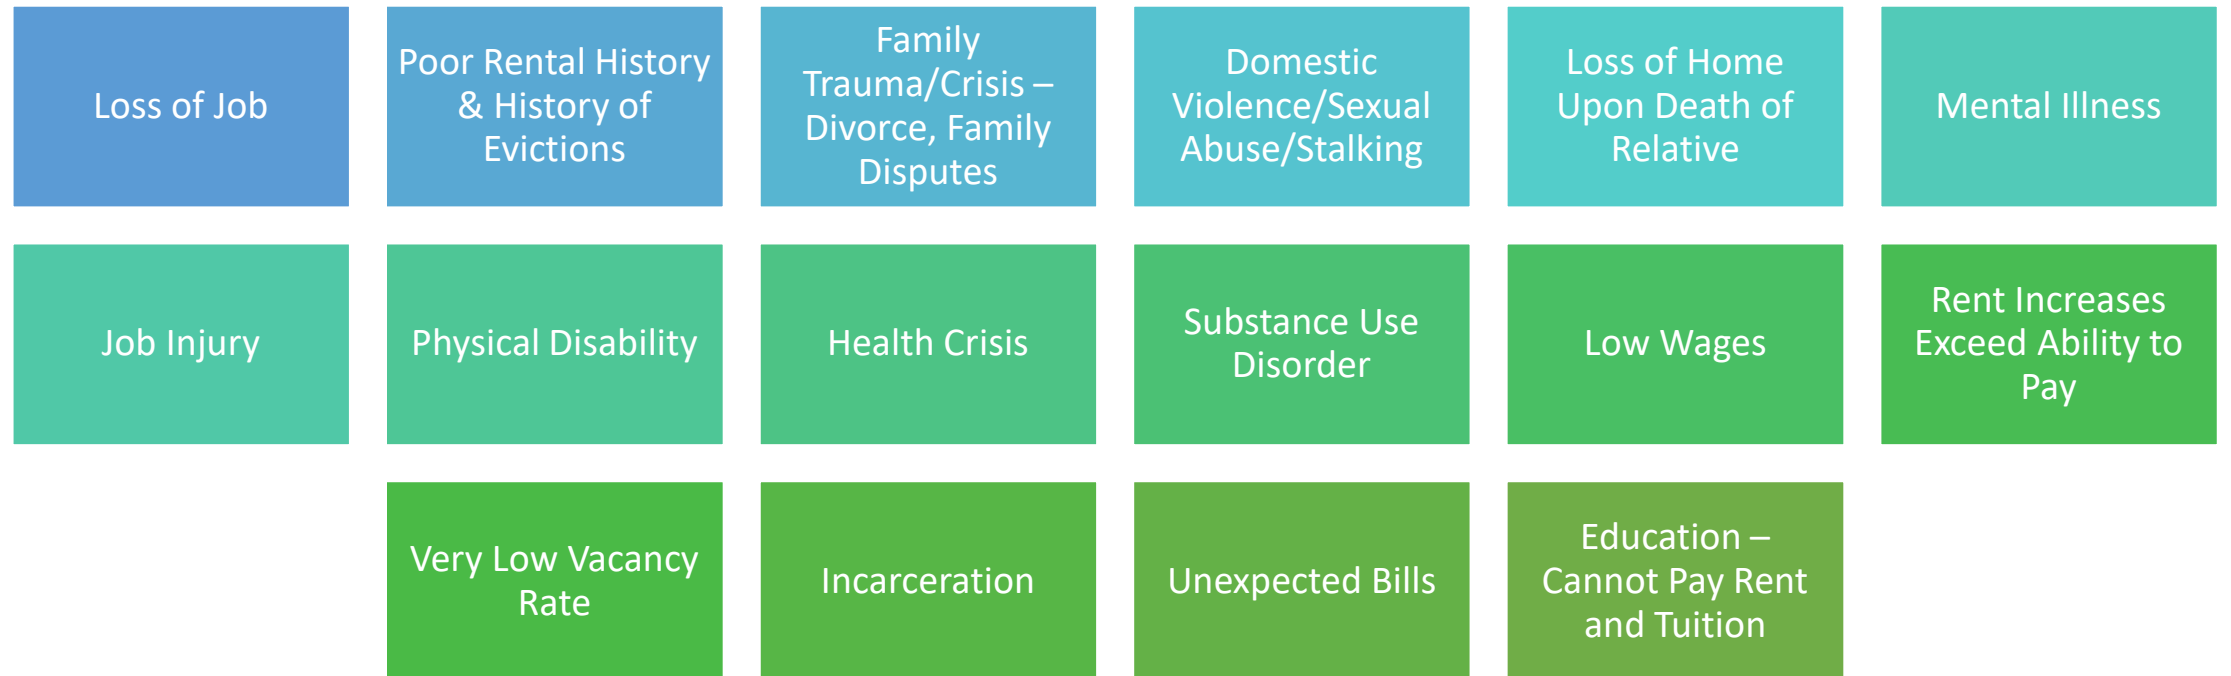 Loss of Job
Poor Rental History
& History of
Evictions
Family
Trauma/Crisis –
Divorce, Family
Disputes
Domestic
Violence/Sexual
Abuse/Stalking
Loss of Home
Upon Death of
Relative
Mental Illness
Job Injury
Physical Disability
Health Crisis
Substance Use
Disorder
Low Wages
Rent Increases
Exceed Ability to
Pay
Very Low Vacancy
Rate
Incarceration
Unexpected Bills
Education –
Cannot Pay Rent
and Tuition